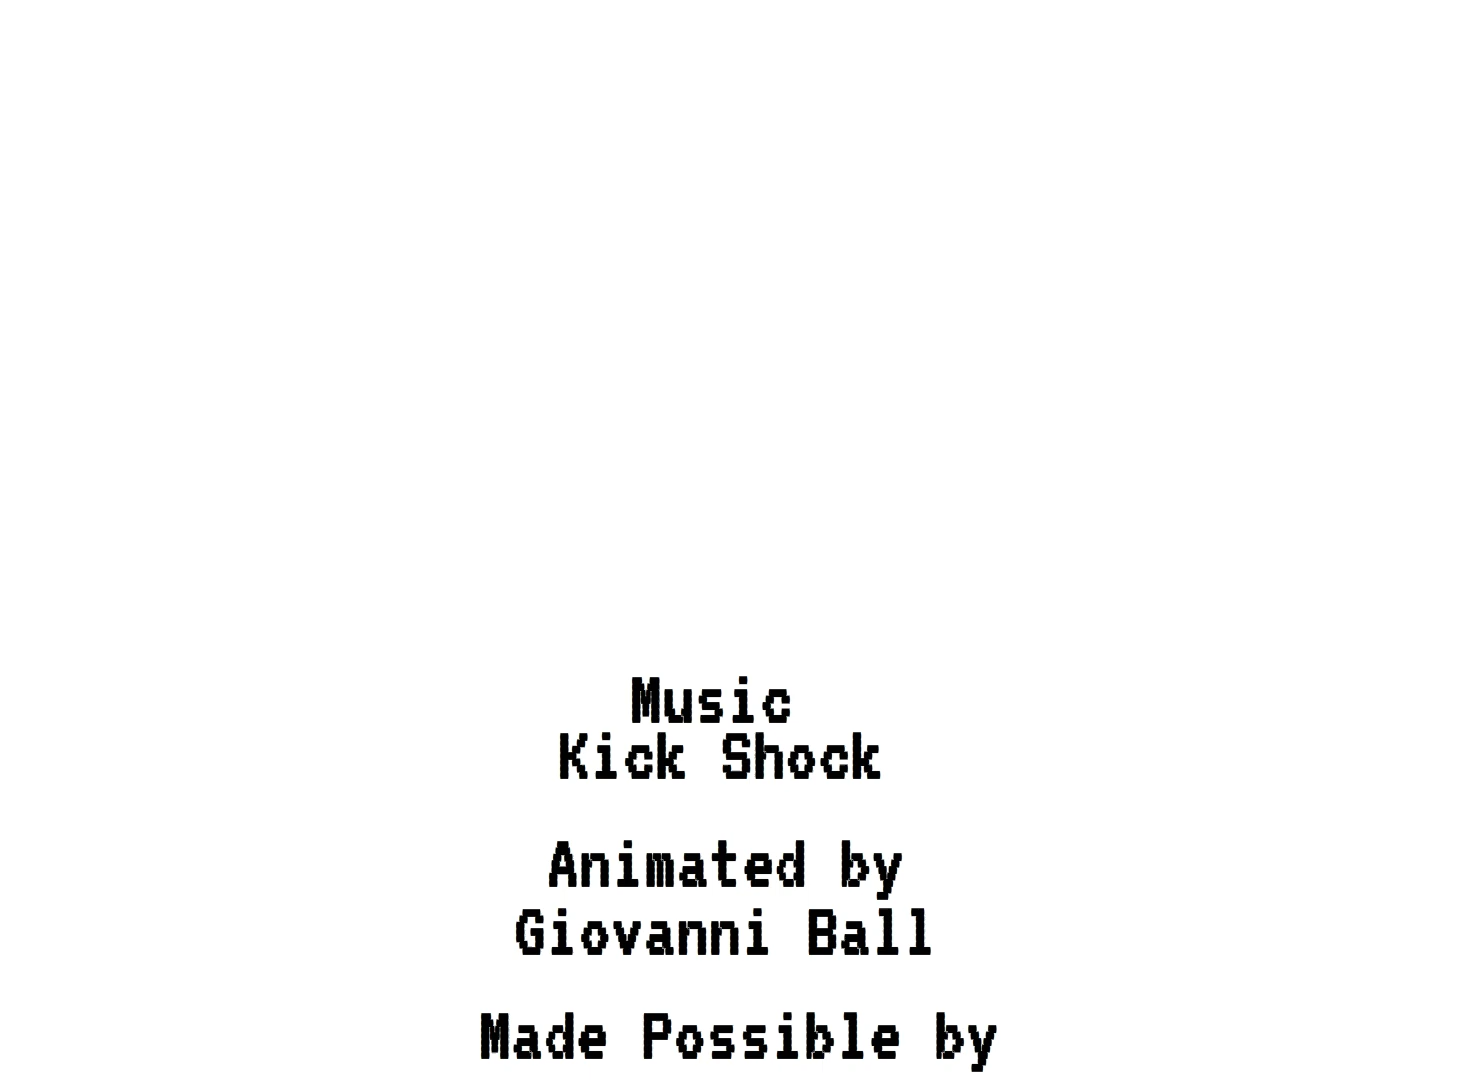 Music
Kick Shock
Animated by
Giovanni Ball
Made Possible by